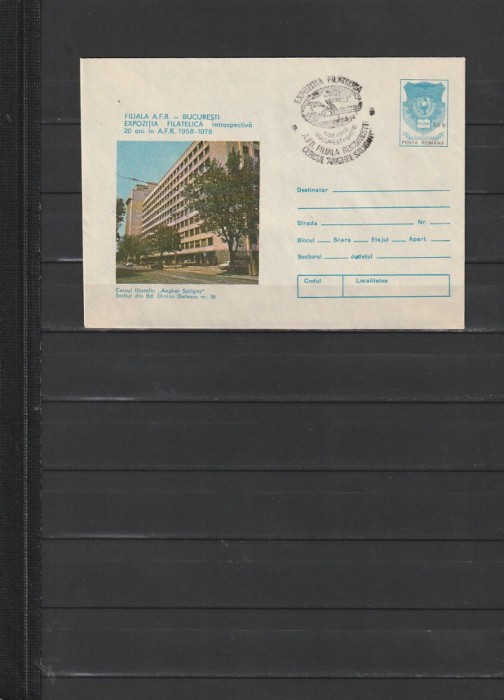 FILIALA A.F.R. – BUCUREȘTI
EXPOZIȚIA FILATELICĂ retrospectivă
20 ani în A.F.R. 1958-1978
EXPOZIȚIA FILATELICA
A.F.R. FILIALA BUCUREȘTI
CERCUL "ANGHEL SALIGNY"
55 b
POSTA ROMANA
Destinatar
Strada Nr.
Blocul Scara Etajul Apart.
Sectorul Județul
Codul Localitatea
Cercul filatelic „Anghel Saligny"
Sediul din Bd. Dinicu Golescu nr. 38